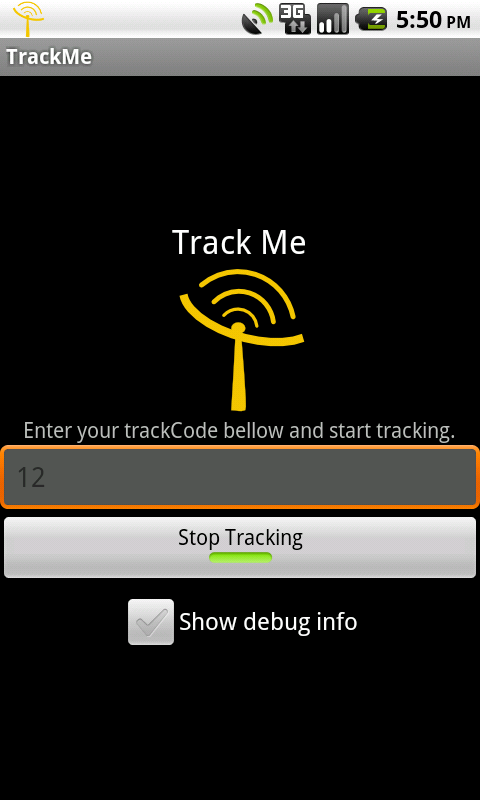 3G 5:50 PM
TrackMe
Track Me
Enter your trackCode bellow and start tracking.
12
Stop Tracking
Show debug info